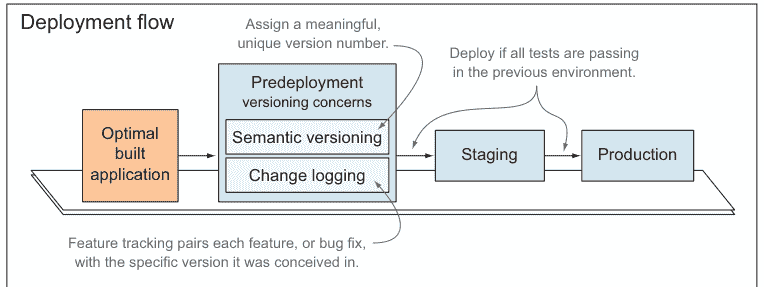 Deployment flow
Assign a meaningful,
unique version number.
Deploy if all tests are passing
in the previous environment.
Predeployment
versioning concerns
Optimal
built
application
Semantic versioning
Change logging
Staging
Production
Feature tracking pairs each feature, or bug fix,
with the specific version it was conceived in.